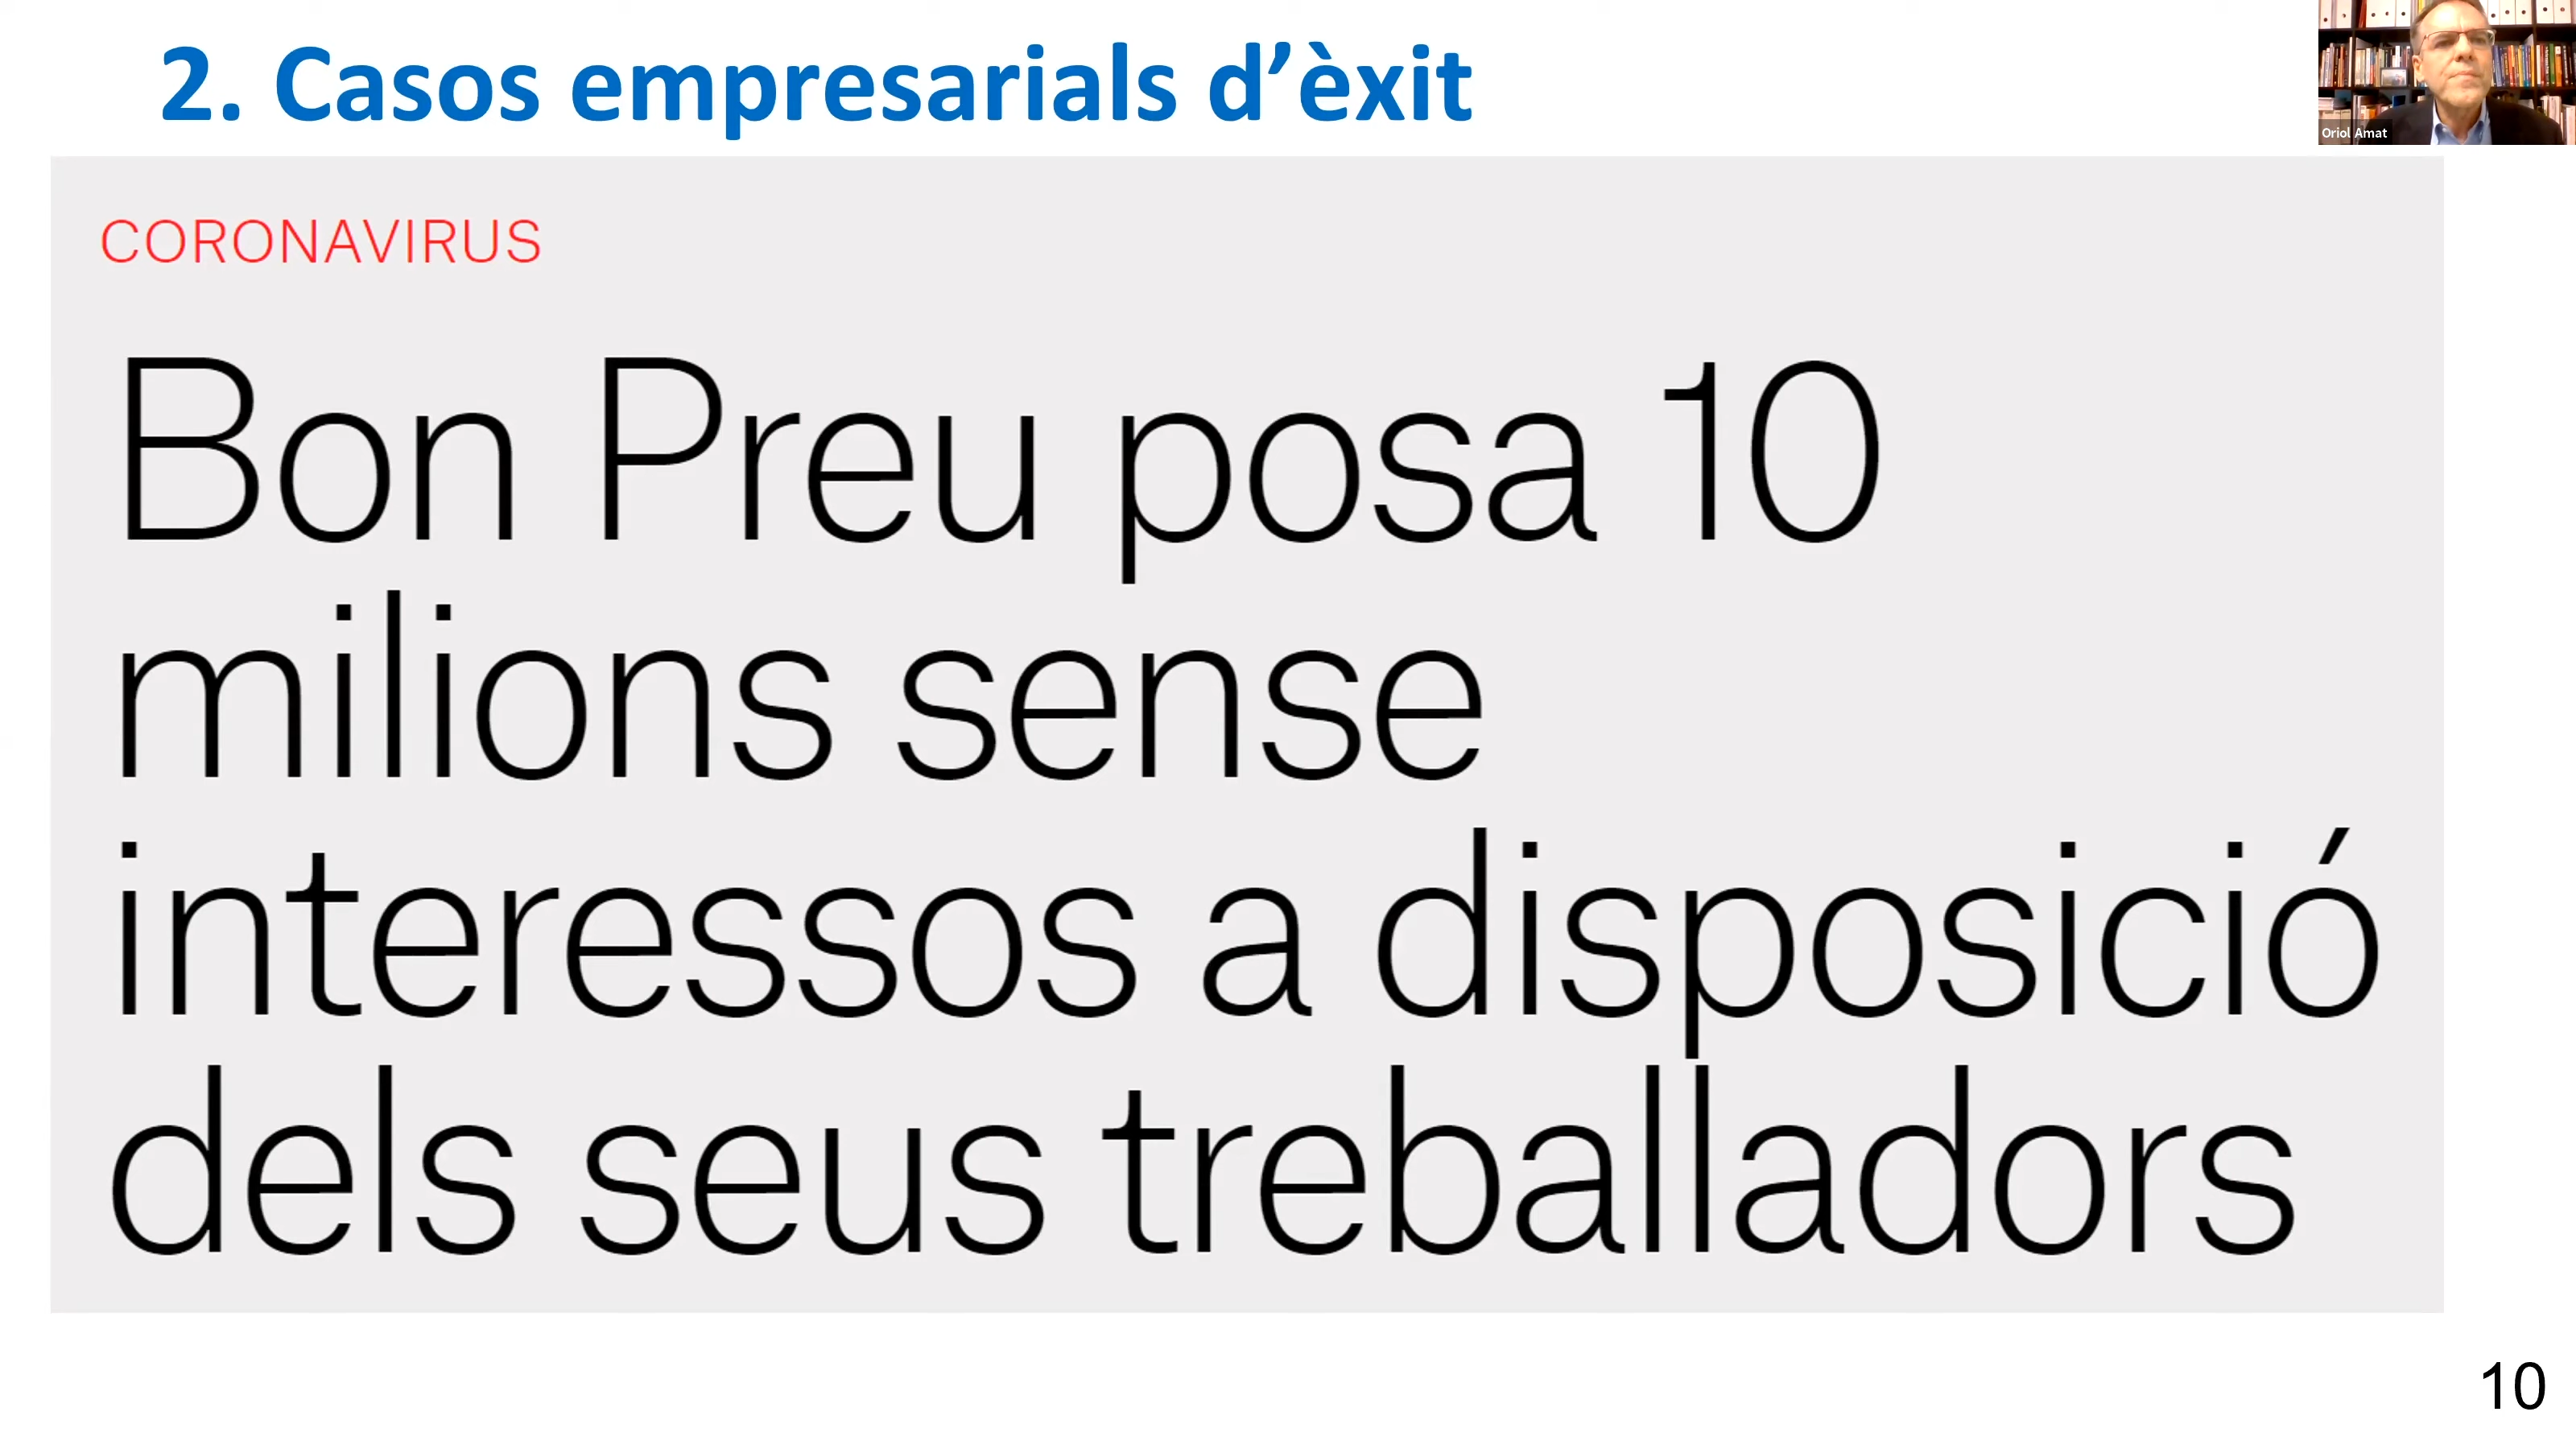 2. Casos empresarials d’èxit
Oriol Amat
CORONAVIRUS
Bon Preu posa 10
milions sense
interessos a disposició
dels seus treballadors
10